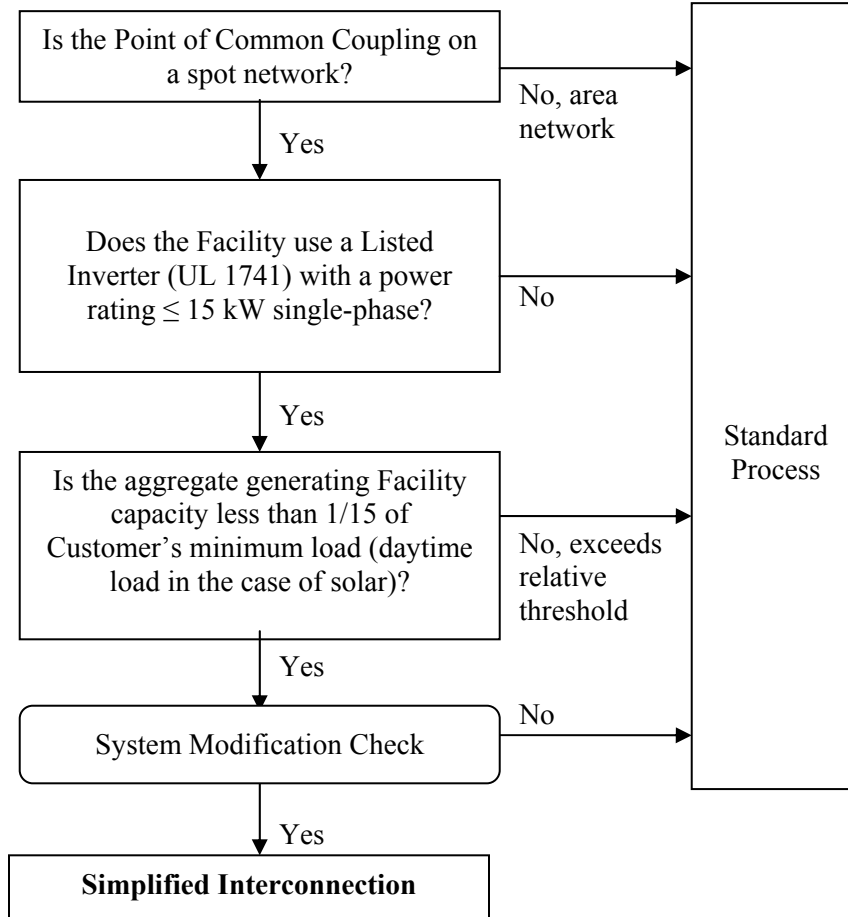 Is the Point of Common Coupling on
a spot network?
No, area
network
Yes
Does the Facility use a Listed
Inverter (UL 1741) with a power
rating ≤ 15 kW single-phase?
No
Yes
Standard
Process
Is the aggregate generating Facility
capacity less than 1/15 of
Customer’s minimum load (daytime
load in the case of solar)?
No, exceeds
relative
threshold
Yes
System Modification Check
No
Yes
Simplified Interconnection